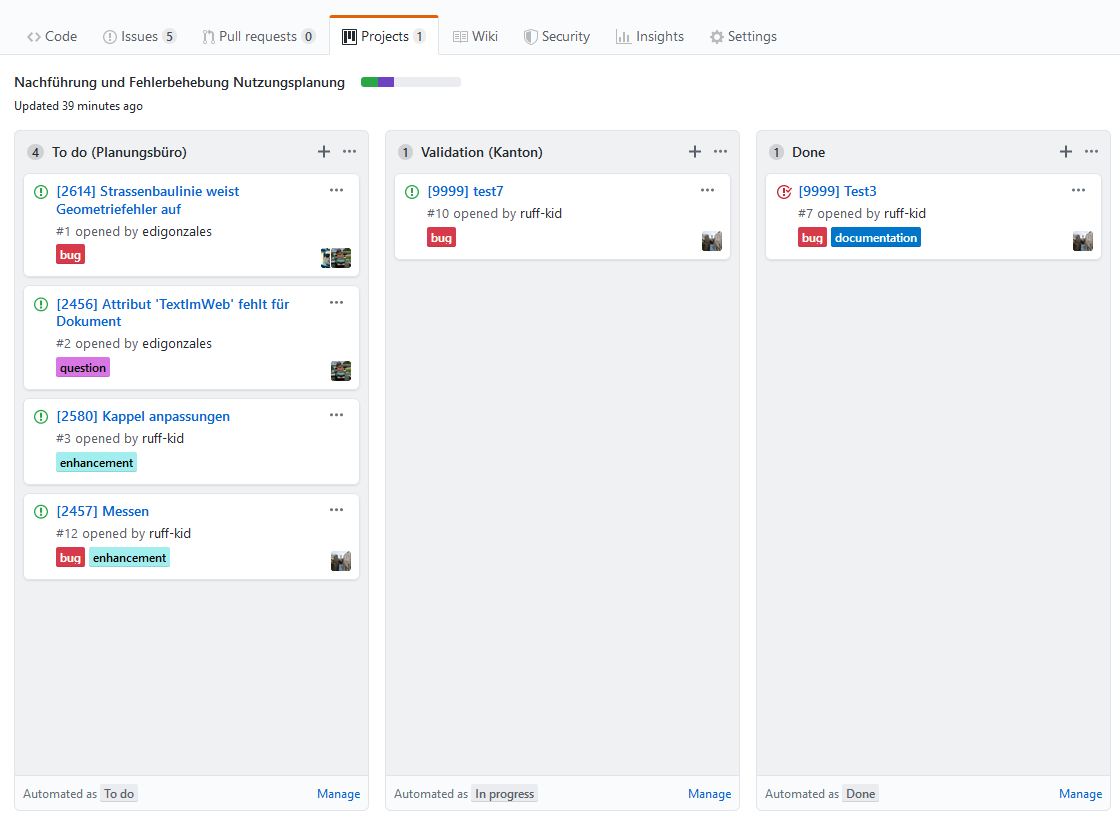 Code Issues 5 Pull requests 0 Projects 1 Wiki Security Insights Settings
Nachführung und Fehlerbehebung Nutzungsplanung
Updated 39 minutes ago
4 To do (Planungsbüro)
[2614] Strassenbaulinie weist
Geometriefehler auf
#1 opened by edigonzales
bug
[2456] Attribut 'TextImWeb' fehlt für
Dokument
#2 opened by edigonzales
question
[2580] Kappel anpassungen
#3 opened by ruff-kid
enhancement
[2457] Messen
#12 opened by ruff-kid
bug enhancement
Automated as To do Manage
1 Validation (Kanton)
[9999] test7
#10 opened by ruff-kid
bug
Automated as In progress Manage
1 Done
[9999] Test3
#7 opened by ruff-kid
bug documentation
Automated as Done Manage